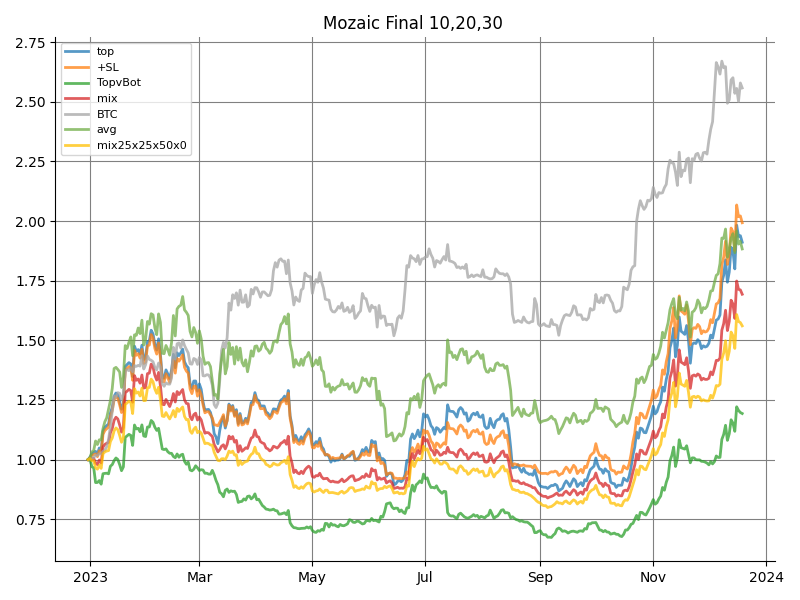 Mozaic Final 10,20,30
top
+SL
TopvBot
mix
BTC
avg
mix25x25x50x0
2.75
2.50
2.25
2.00
1.75
1.50
1.25
1.00
0.75
2023 Mar May Jul Sep Nov 2024